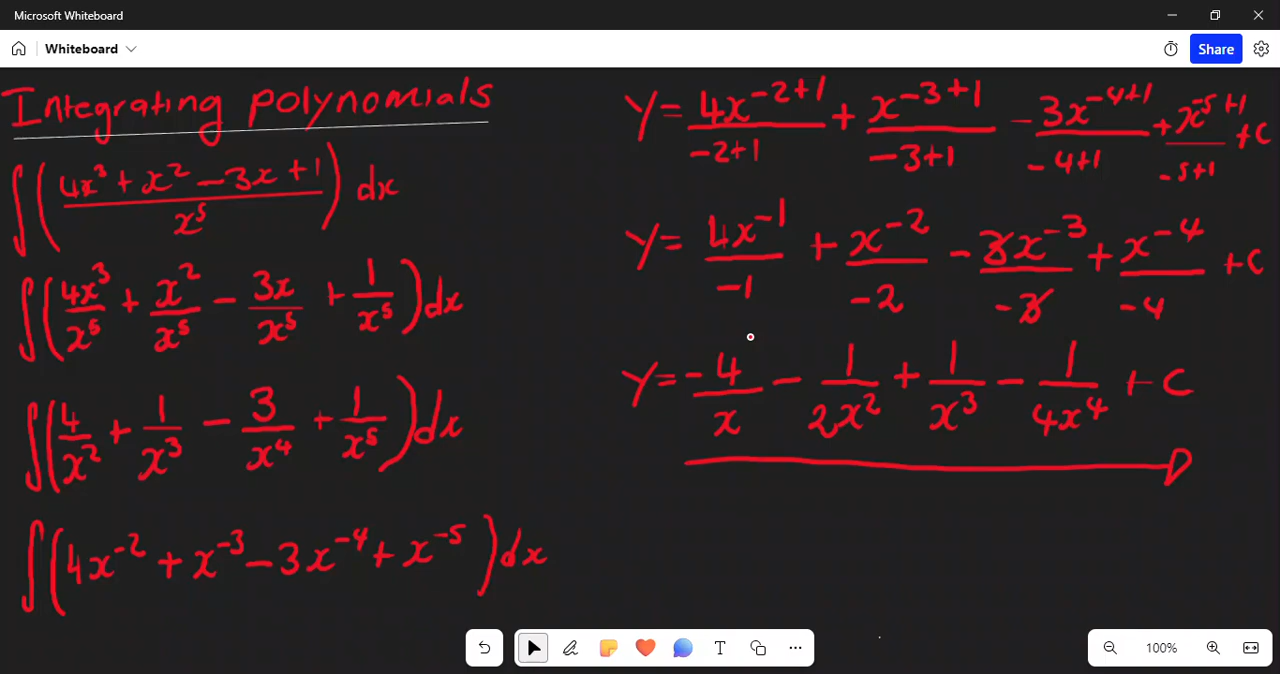 Microsoft Whiteboard
Whiteboard
Share
Integrating polynomials
∫((4x³ + x² − 3x + 1)/x⁵) dx
∫(4x³/x⁵ + x²/x⁵ − 3x/x⁵ + 1/x⁵) dx
∫(4/x² + 1/x³ − 3/x⁴ + 1/x⁵) dx
∫(4x⁻² + x⁻³ − 3x⁻⁴ + x⁻⁵) dx
Y = 4x⁻²⁺¹/(−2+1) + x⁻³⁺¹/(−3+1) − 3x⁻⁴⁺¹/(−4+1) + x⁻⁵⁺¹/(−5+1) + C
Y = 4x⁻¹/−1 + x⁻²/−2 − 3x⁻³/−3 + x⁻⁴/−4 + C
Y = −4/x − 1/2x² + 1/x³ − 1/4x⁴ + C
T
100%